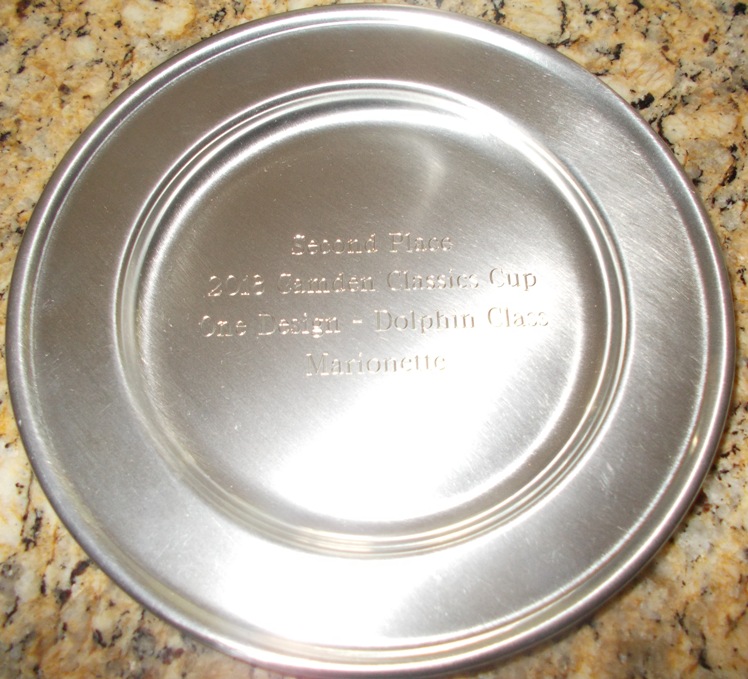 Second Place
2018 Camden Classics Cup
One Design - Dolphin Class
Marionette